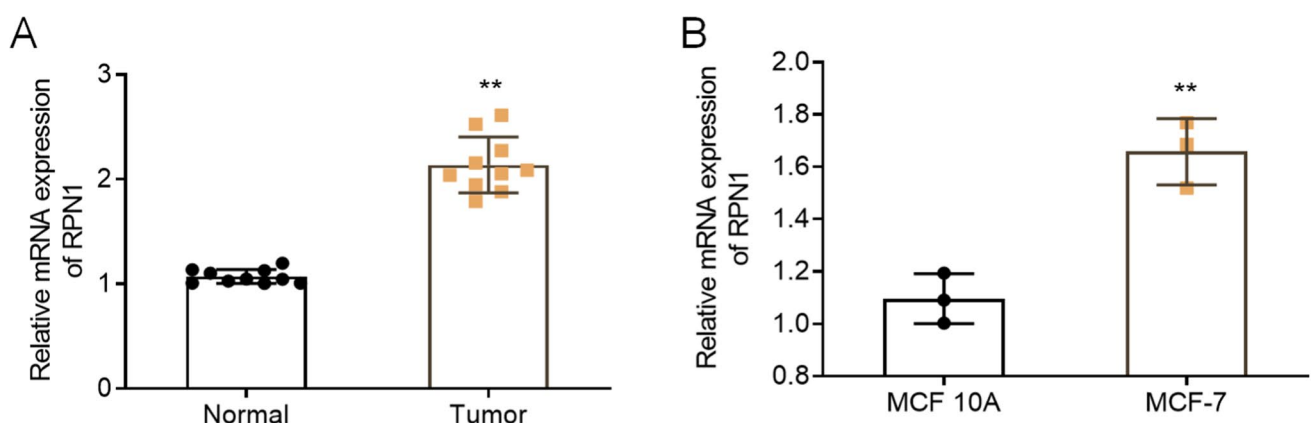 A
Relative mRNA expression
of RPN1
3
2
1
0
**
Normal
Tumor
B
Relative mRNA expression
of RPN1
2.0
1.8
1.6
1.4
1.2
1.0
0.8
**
MCF 10A
MCF-7